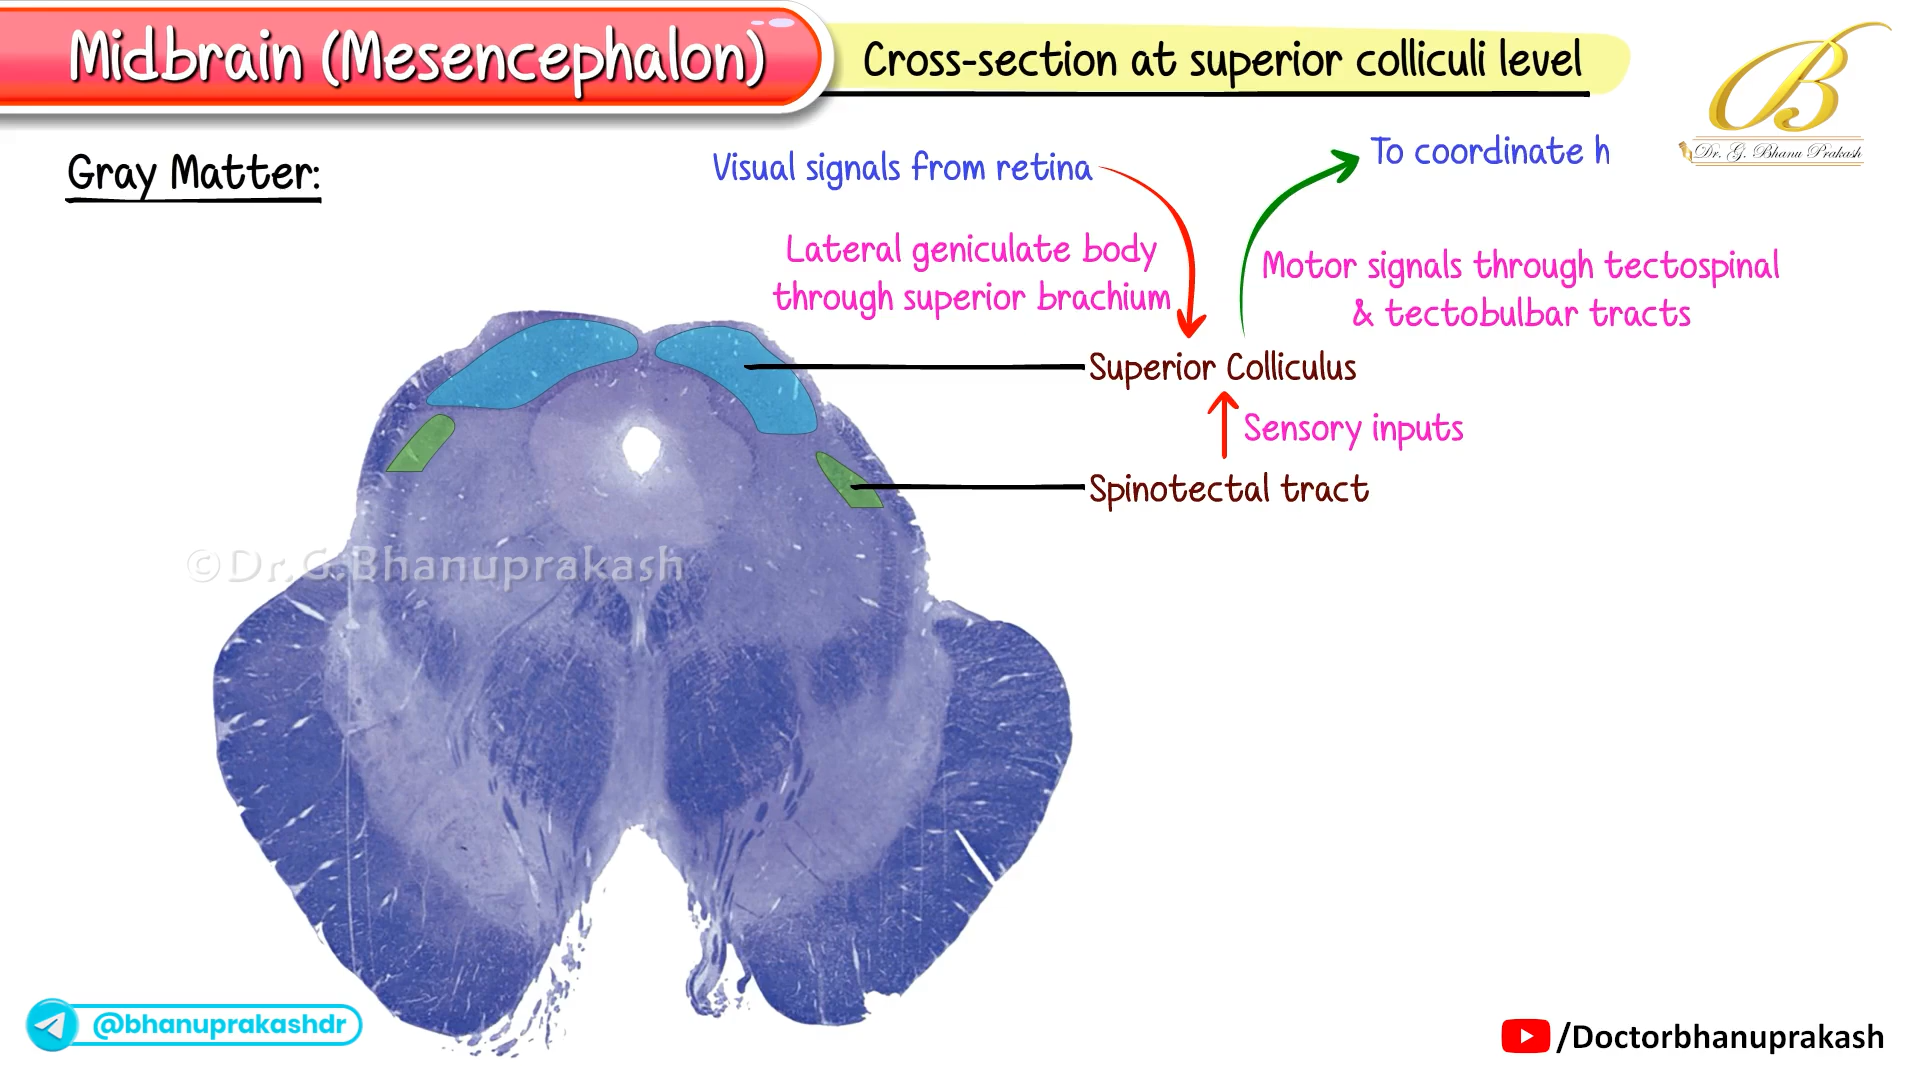 Midbrain (Mesencephalon)
Cross-section at superior colliculi level
Dr. G. Bhanu Prakash
Gray Matter:
Visual signals from retina
To coordinate h
Lateral geniculate body
through superior brachium
Motor signals through tectospinal
& tectobulbar tracts
Superior Colliculus
Sensory inputs
Spinotectal tract
©Dr.G.Bhanuprakash
@bhanuprakashdr
/Doctorbhanuprakash